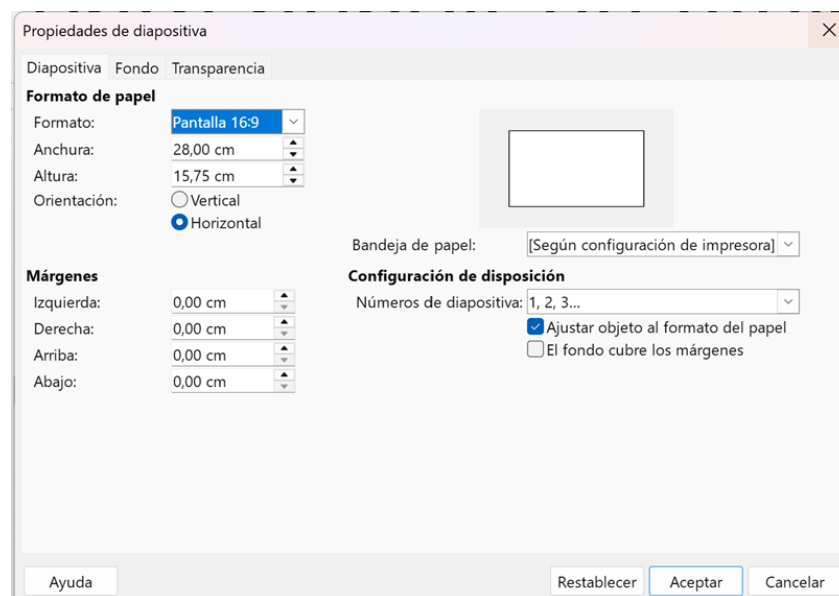 Propiedades de diapositiva
Diapositiva Fondo Transparencia
Formato de papel
Formato: Pantalla 16:9
Anchura: 28,00 cm
Altura: 15,75 cm
Orientación: Vertical
Horizontal
Bandeja de papel: [Según configuración de impresora]
Márgenes
Izquierda: 0,00 cm
Derecha: 0,00 cm
Arriba: 0,00 cm
Abajo: 0,00 cm
Configuración de disposición
Números de diapositiva: 1, 2, 3...
Ajustar objeto al formato del papel
El fondo cubre los márgenes
Ayuda Restablecer Aceptar Cancelar